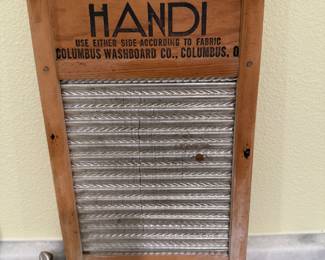 HANDI
USE EITHER SIDE ACCORDING TO FABRIC
COLUMBUS WASHBOARD CO., COLUMBUS, O